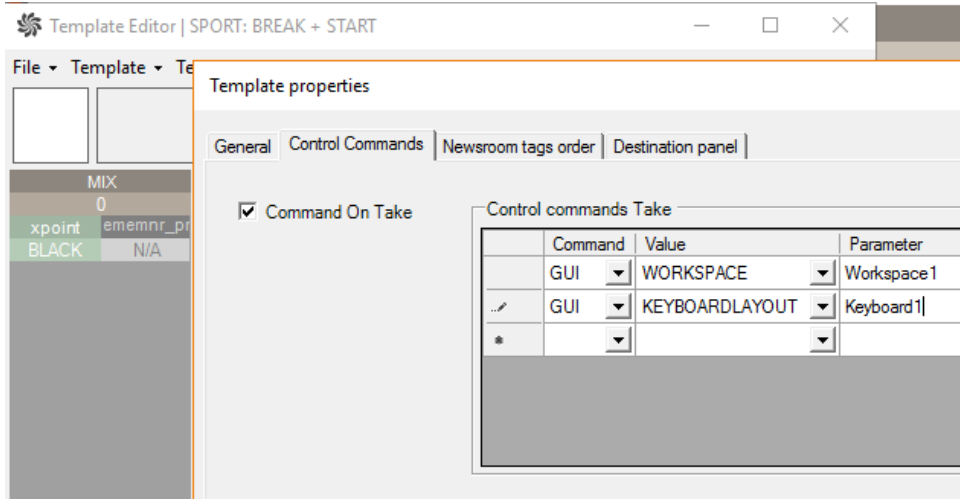 Template Editor | SPORT: BREAK + START
File Template Te
Template properties
General Control Commands Newsroom tags order Destination panel
MIX
0
xpoint ememnr_pr
BLACK N/A
Command On Take
Control commands Take
Command Value Parameter
GUI WORKSPACE Workspace1
GUI KEYBOARDLAYOUT Keyboard1